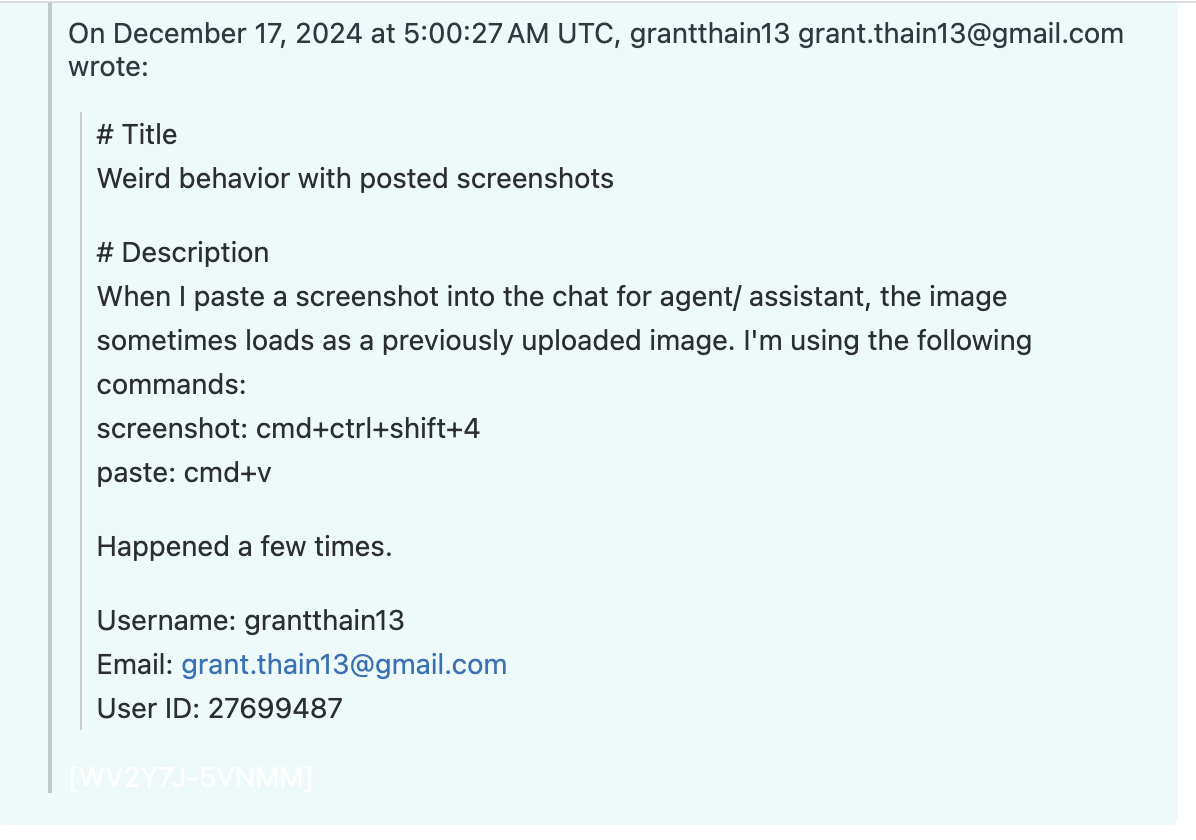 On December 17, 2024 at 5:00:27 AM UTC, grantthain13 grant.thain13@gmail.com
wrote:
# Title
Weird behavior with posted screenshots
# Description
When I paste a screenshot into the chat for agent/ assistant, the image
sometimes loads as a previously uploaded image. I'm using the following
commands:
screenshot: cmd+ctrl+shift+4
paste: cmd+v
Happened a few times.
Username: grantthain13
Email: grant.thain13@gmail.com
User ID: 27699487
[WV2Y7J-5VNMM]